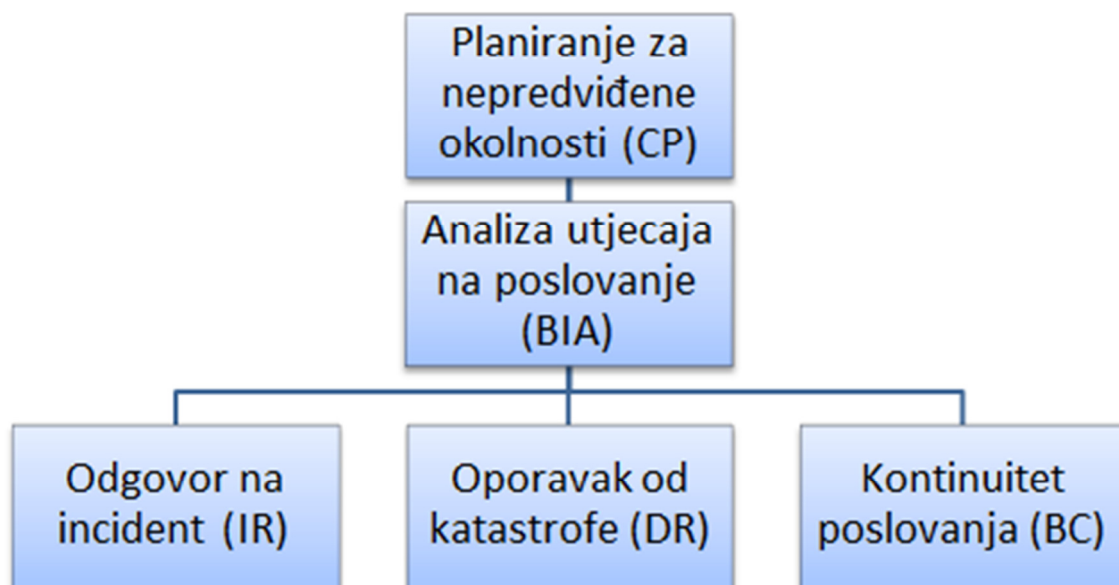 Planiranje za
nepredviđene
okolnosti (CP)
Analiza utjecaja
na poslovanje
(BIA)
Odgovor na
incident (IR)
Oporavak od
katastrofe (DR)
Kontinuitet
poslovanja (BC)